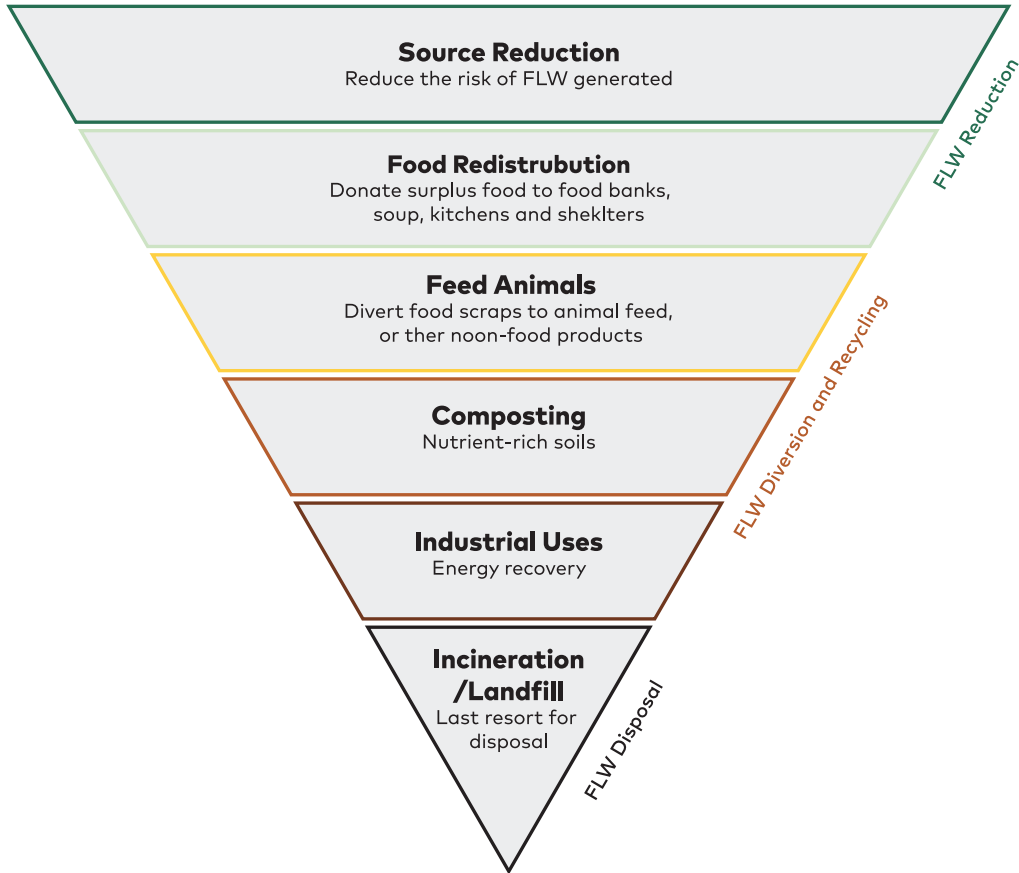 Source Reduction
Reduce the risk of FLW generated
FLW Reduction
Food Redistrubution
Donate surplus food to food banks,
soup, kitchens and sheklters
Feed Animals
Divert food scraps to animal feed,
or ther noon-food products
FLW Diversion and Recycling
Composting
Nutrient-rich soils
Industrial Uses
Energy recovery
Incineration
/Landfill
Last resort for
disposal
FLW Disposal